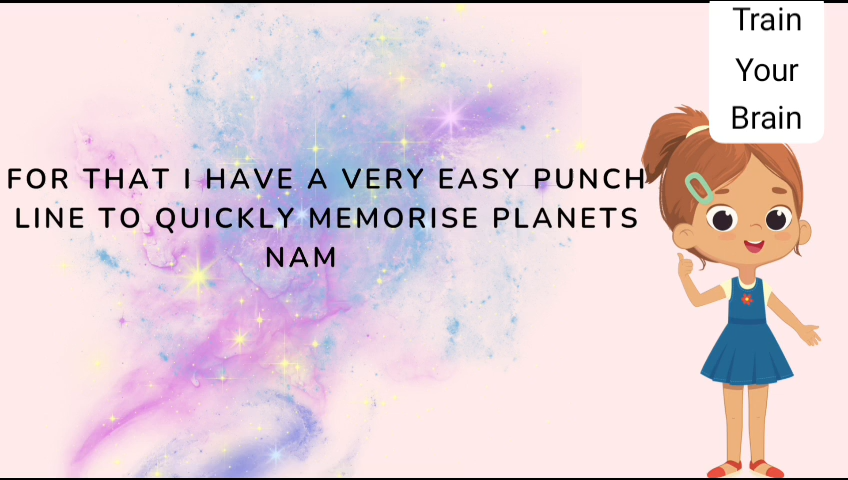 Train
Your
Brain
FOR THAT I HAVE A VERY EASY PUNCH
LINE TO QUICKLY MEMORISE PLANETS
NAM